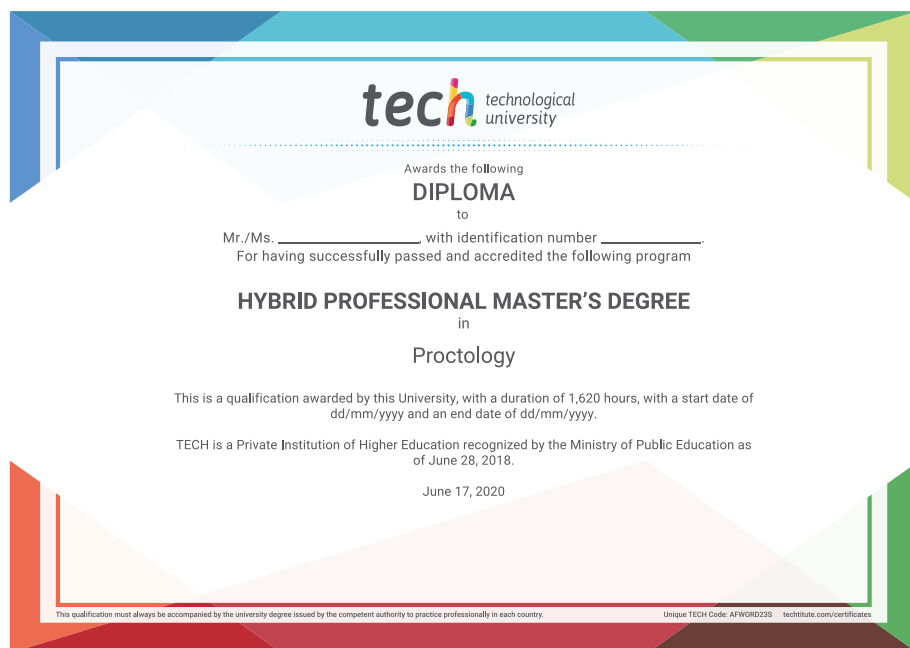 tech technological
university
Awards the following
DIPLOMA
to
Mr./Ms. ____________________, with identification number ______________.
For having successfully passed and accredited the following program
HYBRID PROFESSIONAL MASTER'S DEGREE
in
Proctology
This is a qualification awarded by this University, with a duration of 1,620 hours, with a start date of
dd/mm/yyyy and an end date of dd/mm/yyyy.
TECH is a Private Institution of Higher Education recognized by the Ministry of Public Education as
of June 28, 2018.
June 17, 2020
This qualification must always be accompanied by the university degree issued by the competent authority to practice professionally in each country.
Unique TECH Code: AFWORD23S techtitute.com/certificates